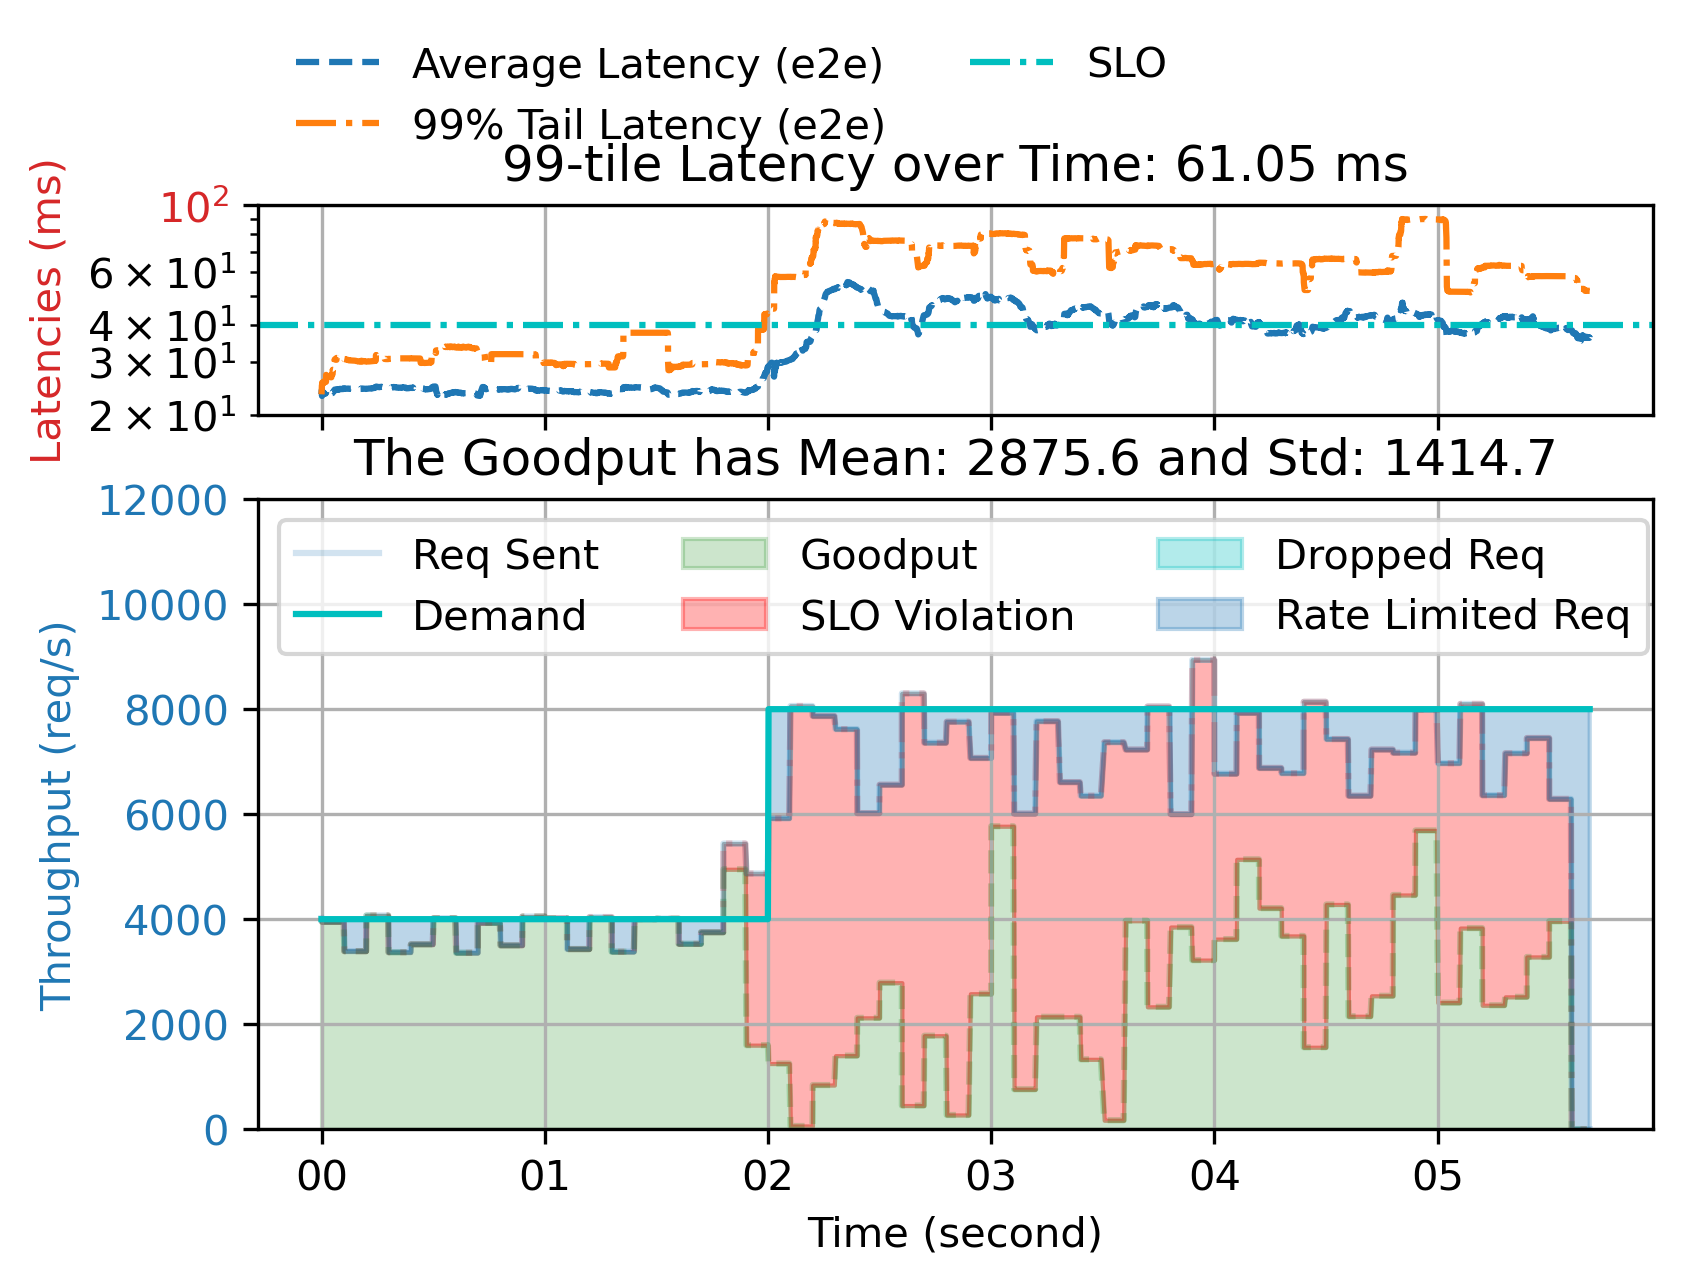 Average Latency (e2e)
SLO
99% Tail Latency (e2e)
99-tile Latency over Time: 61.05 ms
Latencies (ms)
10²
6 × 10¹
4 × 10¹
3 × 10¹
2 × 10¹
The Goodput has Mean: 2875.6 and Std: 1414.7
Throughput (req/s)
12000
10000
8000
6000
4000
2000
0
Req Sent
Goodput
Dropped Req
Demand
SLO Violation
Rate Limited Req
00 01 02 03 04 05
Time (second)